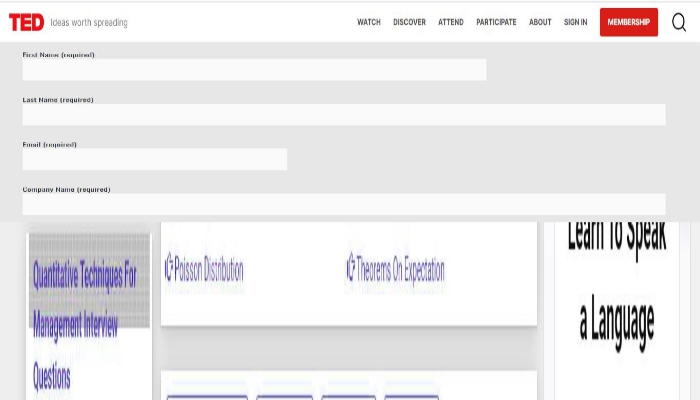 TED Ideas worth spreading WATCH DISCOVER ATTEND PARTICIPATE ABOUT SIGN IN MEMBERSHIP
First Name (required)
Last Name (required)
Email (required)
Company Name (required)
Quantitative Techniques For
Management Interview
Questions
Poisson Distribution
Theorems On Expectation
Learn To Speak
a Language